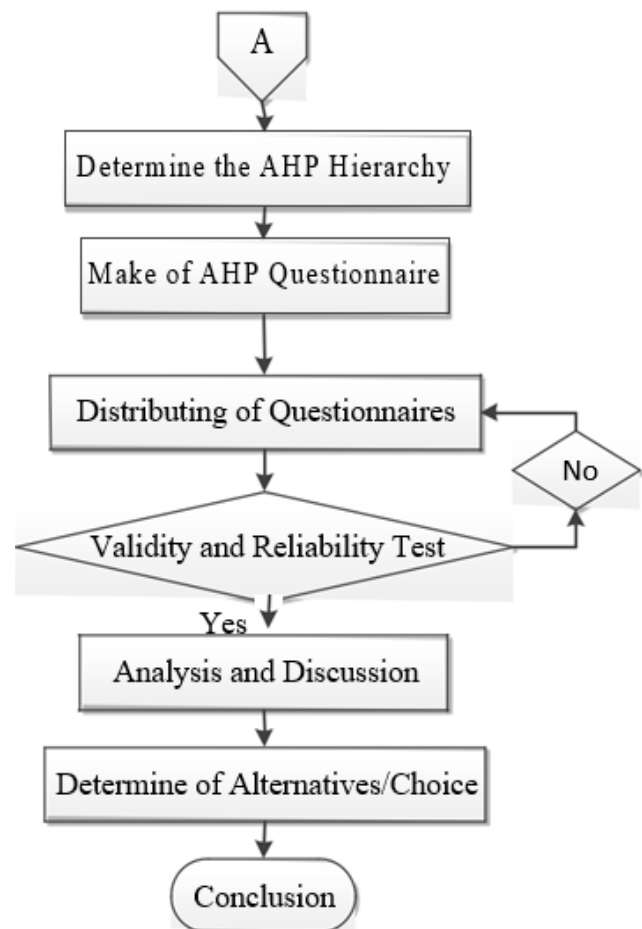 A
Determine the AHP Hierarchy
Make of AHP Questionnaire
Distributing of Questionnaires
No
Validity and Reliability Test
Yes
Analysis and Discussion
Determine of Alternatives/Choice
Conclusion